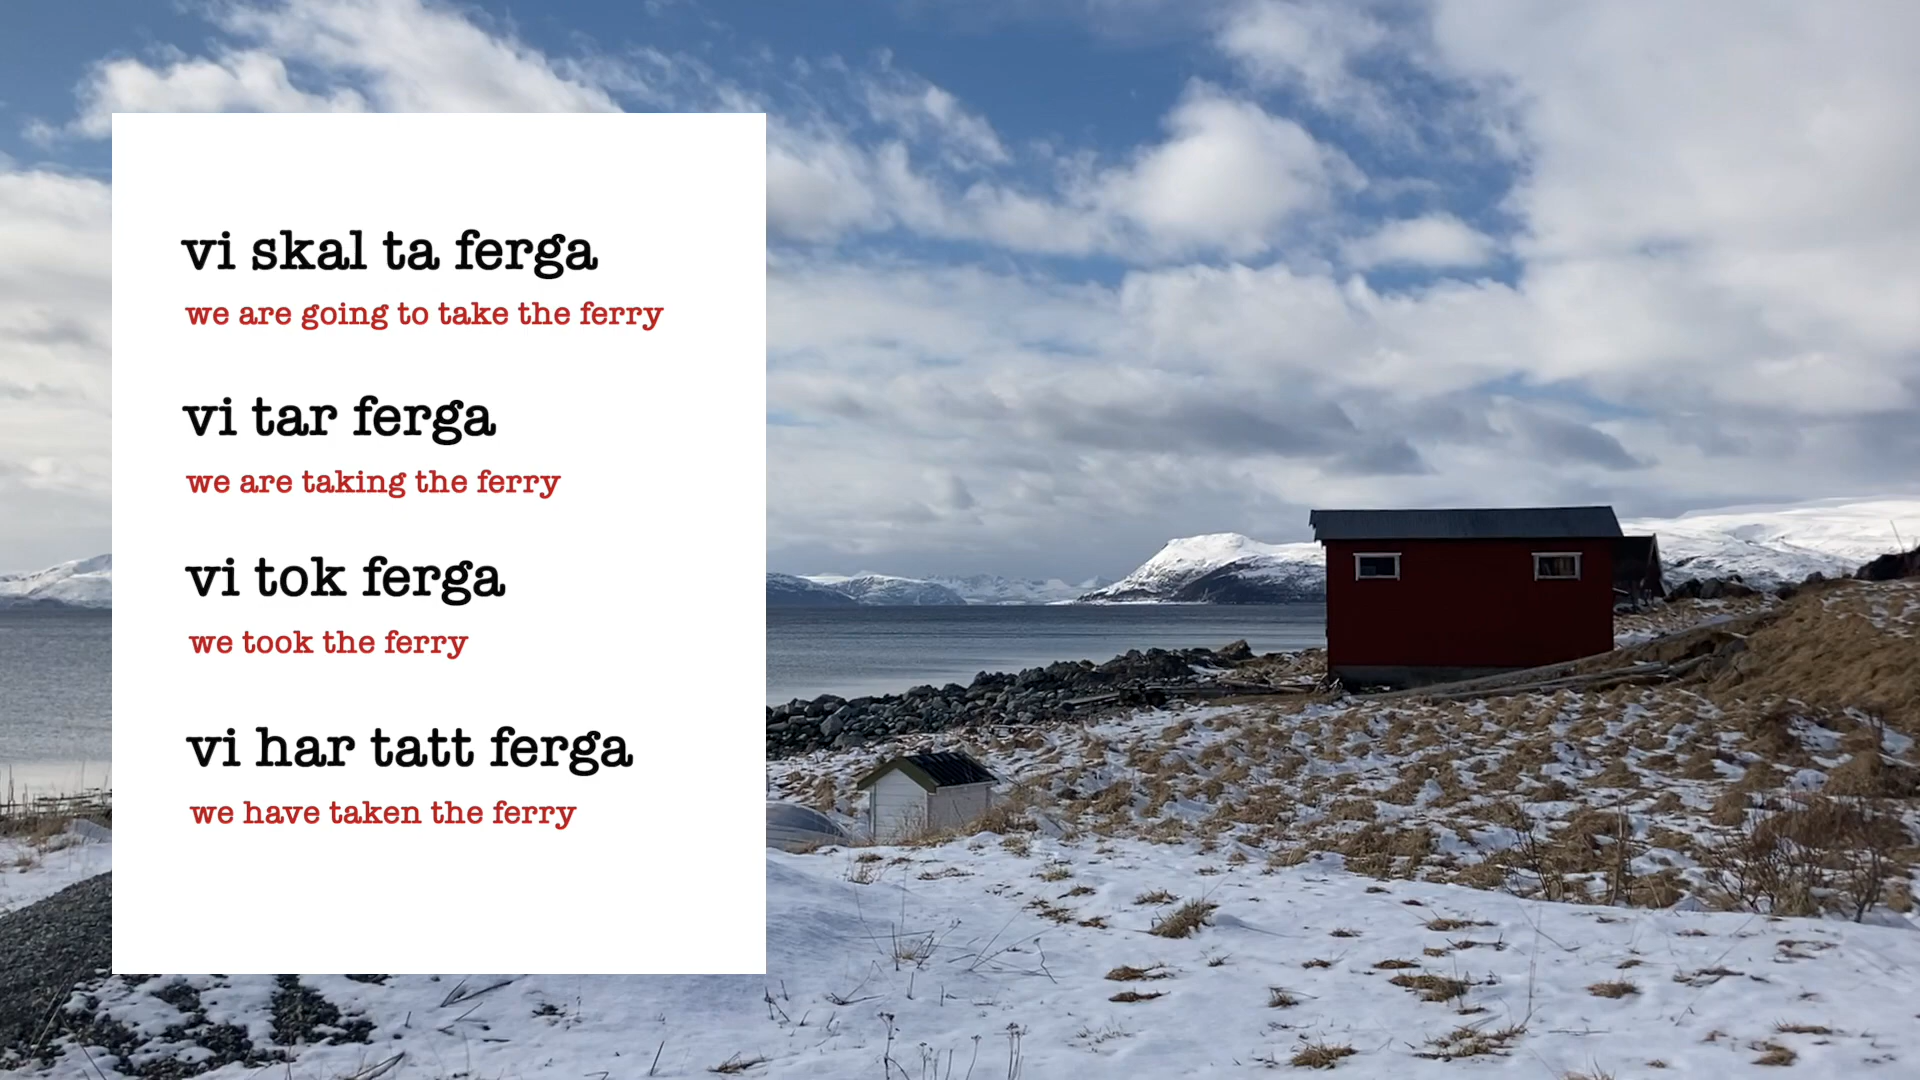 vi skal ta ferga
we are going to take the ferry
vi tar ferga
we are taking the ferry
vi tok ferga
we took the ferry
vi har tatt ferga
we have taken the ferry